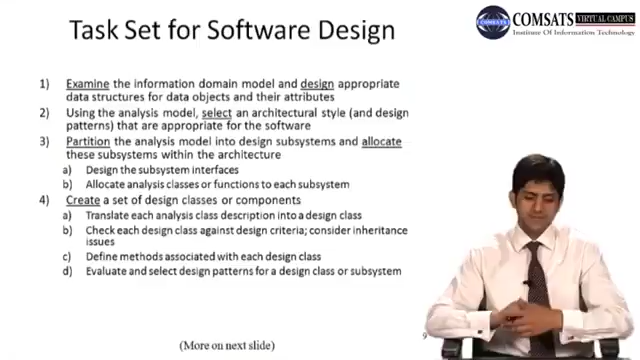 Task Set for Software Design
COMSATS VIRTUAL CAMPUS
Institute Of Information Technology
1) Examine the information domain model and design appropriate
data structures for data objects and their attributes
2) Using the analysis model, select an architectural style (and design
patterns) that are appropriate for the software
3) Partition the analysis model into design subsystems and allocate
these subsystems within the architecture
a) Design the subsystem interfaces
b) Allocate analysis classes or functions to each subsystem
4) Create a set of design classes or components
a) Translate each analysis class description into a design class
b) Check each design class against design criteria; consider inheritance
issues
c) Define methods associated with each design class
d) Evaluate and select design patterns for a design class or subsystem
9
(More on next slide)